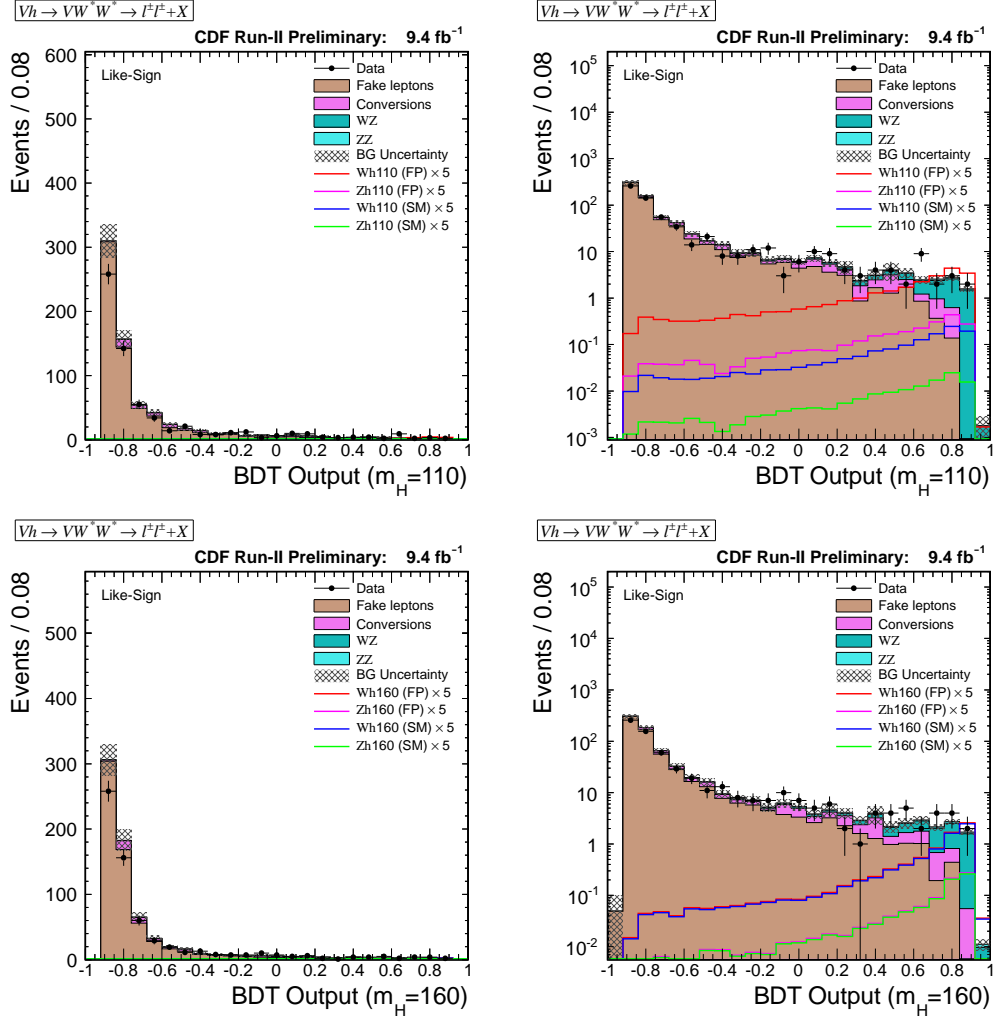 Vh → VW*W* → l±l±+X
CDF Run-II Preliminary: 9.4 fb⁻¹
Events / 0.08
600
500
400
300
200
100
0
Like-Sign
Data
Fake leptons
Conversions
WZ
ZZ
BG Uncertainty
Wh110 (FP) × 5
Zh110 (FP) × 5
Wh110 (SM) × 5
Zh110 (SM) × 5
-1 -0.8 -0.6 -0.4 -0.2 0 0.2 0.4 0.6 0.8 1
BDT Output (m_H=110)
Vh → VW*W* → l±l±+X
CDF Run-II Preliminary: 9.4 fb⁻¹
Events / 0.08
10⁵
10⁴
10³
10²
10
1
10⁻¹
10⁻²
10⁻³
Like-Sign
Data
Fake leptons
Conversions
WZ
ZZ
BG Uncertainty
Wh110 (FP) × 5
Zh110 (FP) × 5
Wh110 (SM) × 5
Zh110 (SM) × 5
-1 -0.8 -0.6 -0.4 -0.2 0 0.2 0.4 0.6 0.8 1
BDT Output (m_H=110)
Vh → VW*W* → l±l±+X
CDF Run-II Preliminary: 9.4 fb⁻¹
Events / 0.08
500
400
300
200
100
0
Like-Sign
Data
Fake leptons
Conversions
WZ
ZZ
BG Uncertainty
Wh160 (FP) × 5
Zh160 (FP) × 5
Wh160 (SM) × 5
Zh160 (SM) × 5
-1 -0.8 -0.6 -0.4 -0.2 0 0.2 0.4 0.6 0.8 1
BDT Output (m_H=160)
Vh → VW*W* → l±l±+X
CDF Run-II Preliminary: 9.4 fb⁻¹
Events / 0.08
10⁵
10⁴
10³
10²
10
1
10⁻¹
10⁻²
Like-Sign
Data
Fake leptons
Conversions
WZ
ZZ
BG Uncertainty
Wh160 (FP) × 5
Zh160 (FP) × 5
Wh160 (SM) × 5
Zh160 (SM) × 5
-1 -0.8 -0.6 -0.4 -0.2 0 0.2 0.4 0.6 0.8 1
BDT Output (m_H=160)